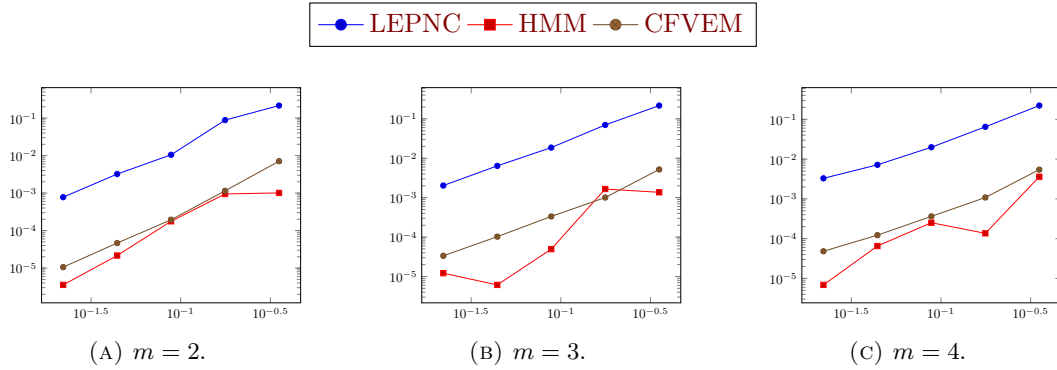 LEPNC HMM CFVEM
10^{-1} 10^{-2} 10^{-3} 10^{-4} 10^{-5}
10^{-1.5} 10^{-1} 10^{-0.5}
(A) m = 2.
10^{-1} 10^{-2} 10^{-3} 10^{-4} 10^{-5}
10^{-1.5} 10^{-1} 10^{-0.5}
(B) m = 3.
10^{-1} 10^{-2} 10^{-3} 10^{-4} 10^{-5}
10^{-1.5} 10^{-1} 10^{-0.5}
(C) m = 4.